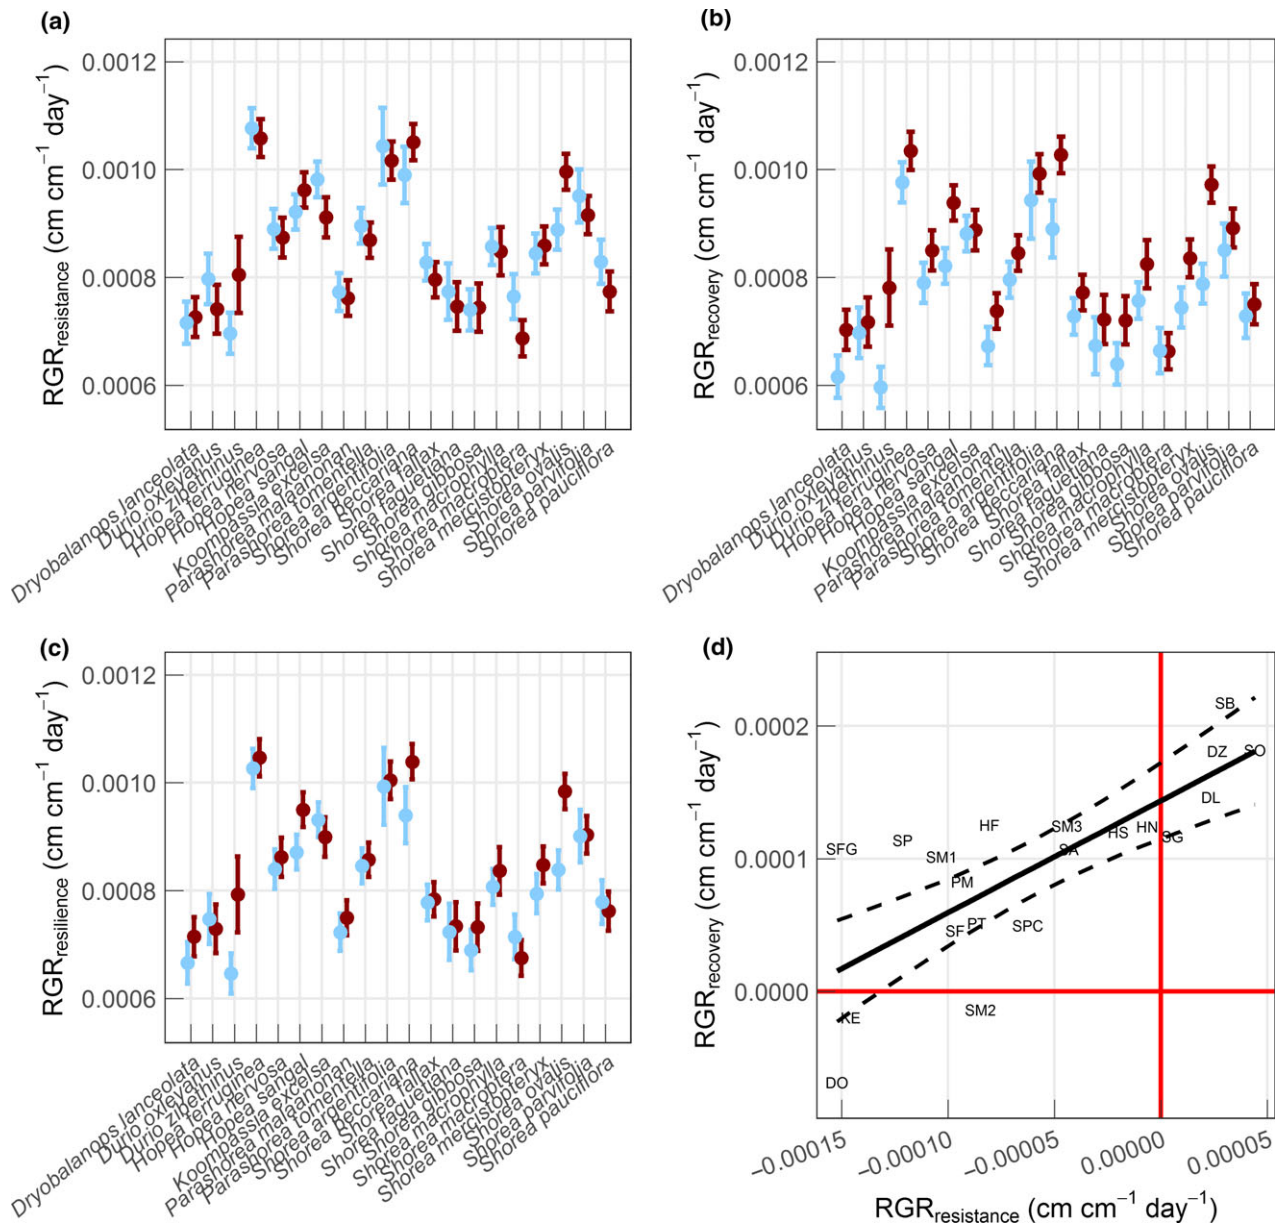 (a)
RGRresistance (cm cm−1 day−1)
0.0012
0.0010
0.0008
0.0006
Dryobalanops lanceolata
Durio oxleyanus
Durio zibethinus
Hopea ferruginea
Hopea nervosa
Hopea sangal
Koompassia excelsa
Parashorea malaanonan
Parashorea tomentella
Shorea argentifolia
Shorea beccariana
Shorea fallax
Shorea faguetiana
Shorea gibbosa
Shorea macrophylla
Shorea macroptera
Shorea mercistopteryx
Shorea ovalis
Shorea parvifolia
Shorea pauciflora
(b)
RGRrecovery (cm cm−1 day−1)
0.0012
0.0010
0.0008
0.0006
Dryobalanops lanceolata
Durio oxleyanus
Durio zibethinus
Hopea ferruginea
Hopea nervosa
Hopea sangal
Koompassia excelsa
Parashorea malaanonan
Parashorea tomentella
Shorea argentifolia
Shorea beccariana
Shorea fallax
Shorea faguetiana
Shorea gibbosa
Shorea macrophylla
Shorea macroptera
Shorea mercistopteryx
Shorea ovalis
Shorea parvifolia
Shorea pauciflora
(c)
RGRresilience (cm cm−1 day−1)
0.0012
0.0010
0.0008
0.0006
Dryobalanops lanceolata
Durio oxleyanus
Durio zibethinus
Hopea ferruginea
Hopea nervosa
Hopea sangal
Koompassia excelsa
Parashorea malaanonan
Parashorea tomentella
Shorea argentifolia
Shorea beccariana
Shorea fallax
Shorea faguetiana
Shorea gibbosa
Shorea macrophylla
Shorea macroptera
Shorea mercistopteryx
Shorea ovalis
Shorea parvifolia
Shorea pauciflora
(d)
RGRrecovery (cm cm−1 day−1)
0.0002
0.0001
0.0000
SB
DZ
SO
DL
HF
SM3
HS
HN
SP
SG
SFG
SM1
SA
PM
SF
PT
SPC
SM2
KE
DO
−0.00015
−0.00010
−0.00005
0.00000
0.00005
RGRresistance (cm cm−1 day−1)